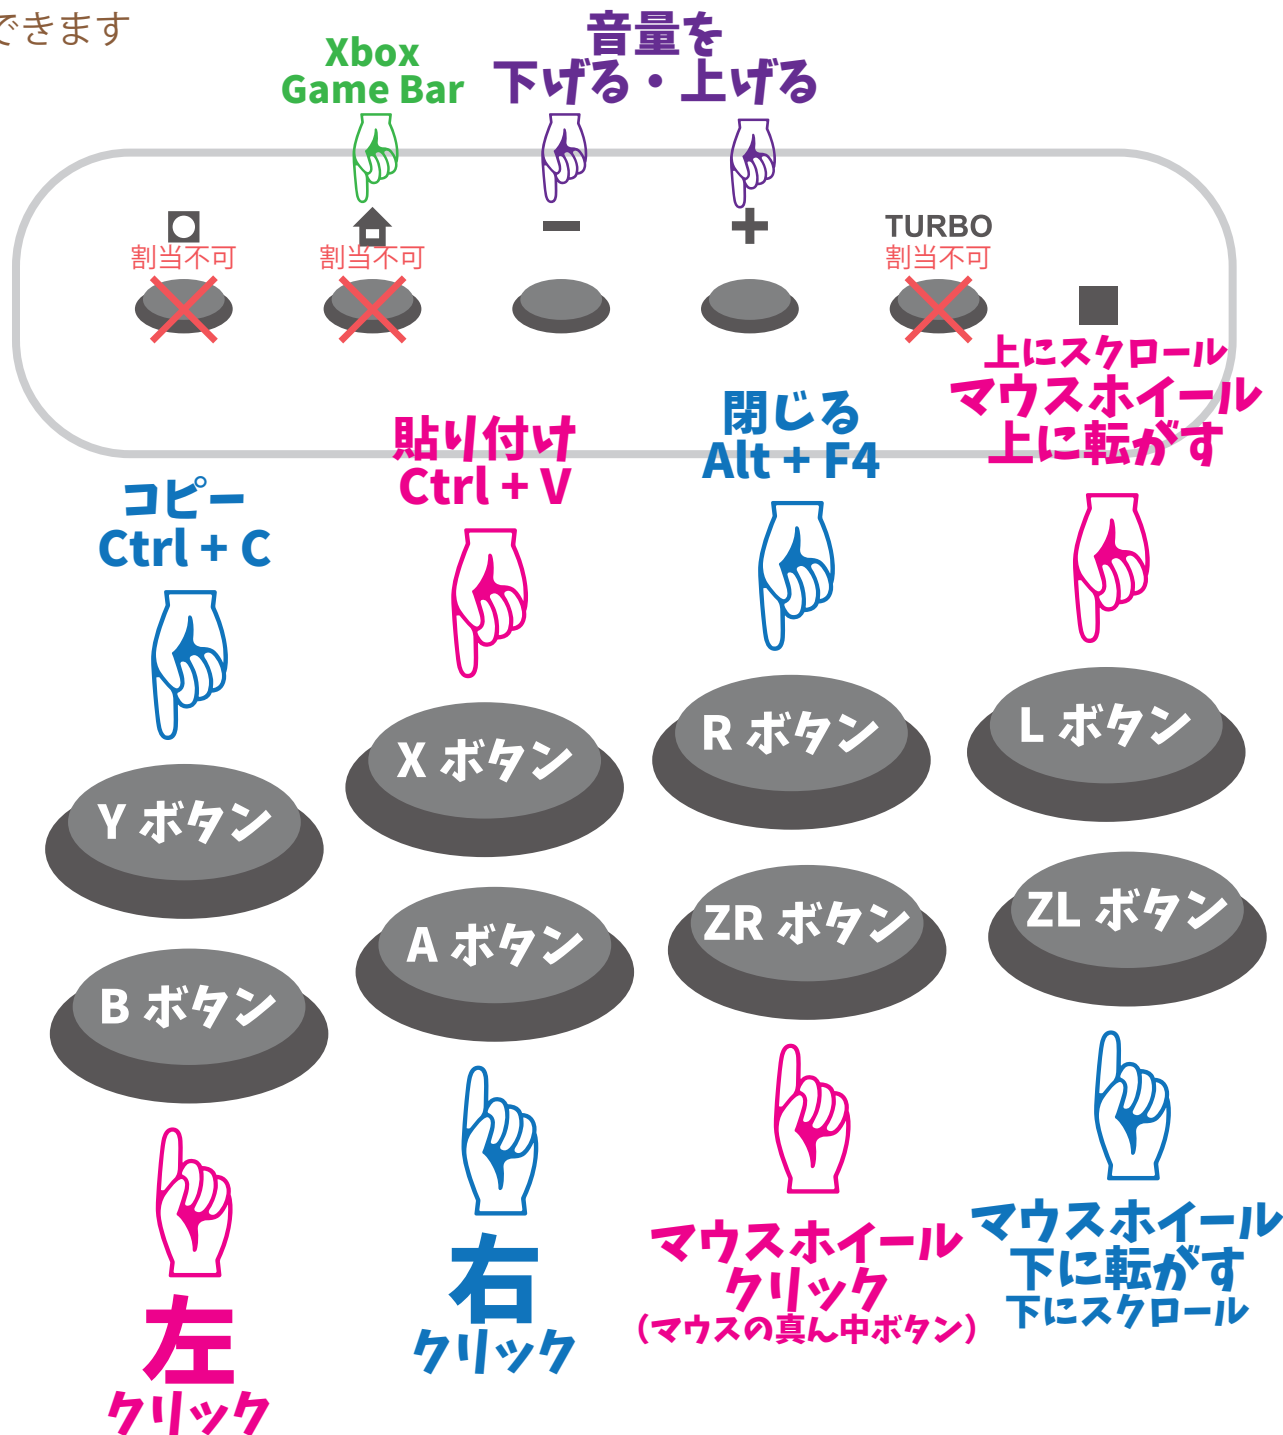 できます
Xbox
Game Bar
音量を
下げる・上げる
TURBO
割当不可
割当不可
割当不可
上にスクロール
マウスホイール
上に転がす
閉じる
Alt + F4
貼り付け
Ctrl + V
コピー
Ctrl + C
Y ボタン
X ボタン
R ボタン
L ボタン
B ボタン
A ボタン
ZR ボタン
ZL ボタン
左
クリック
右
クリック
マウスホイール
クリック
(マウスの真ん中ボタン)
マウスホイール
下に転がす
下にスクロール